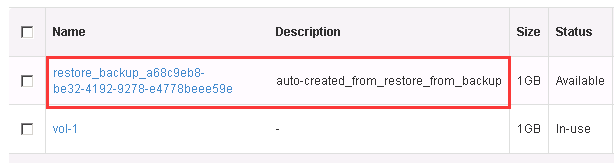 Name Description Size Status
restore_backup_a68c9eb8-
be32-4192-9278-e4778beee59e auto-created_from_restore_from_backup 1GB Available
vol-1 - 1GB In-use